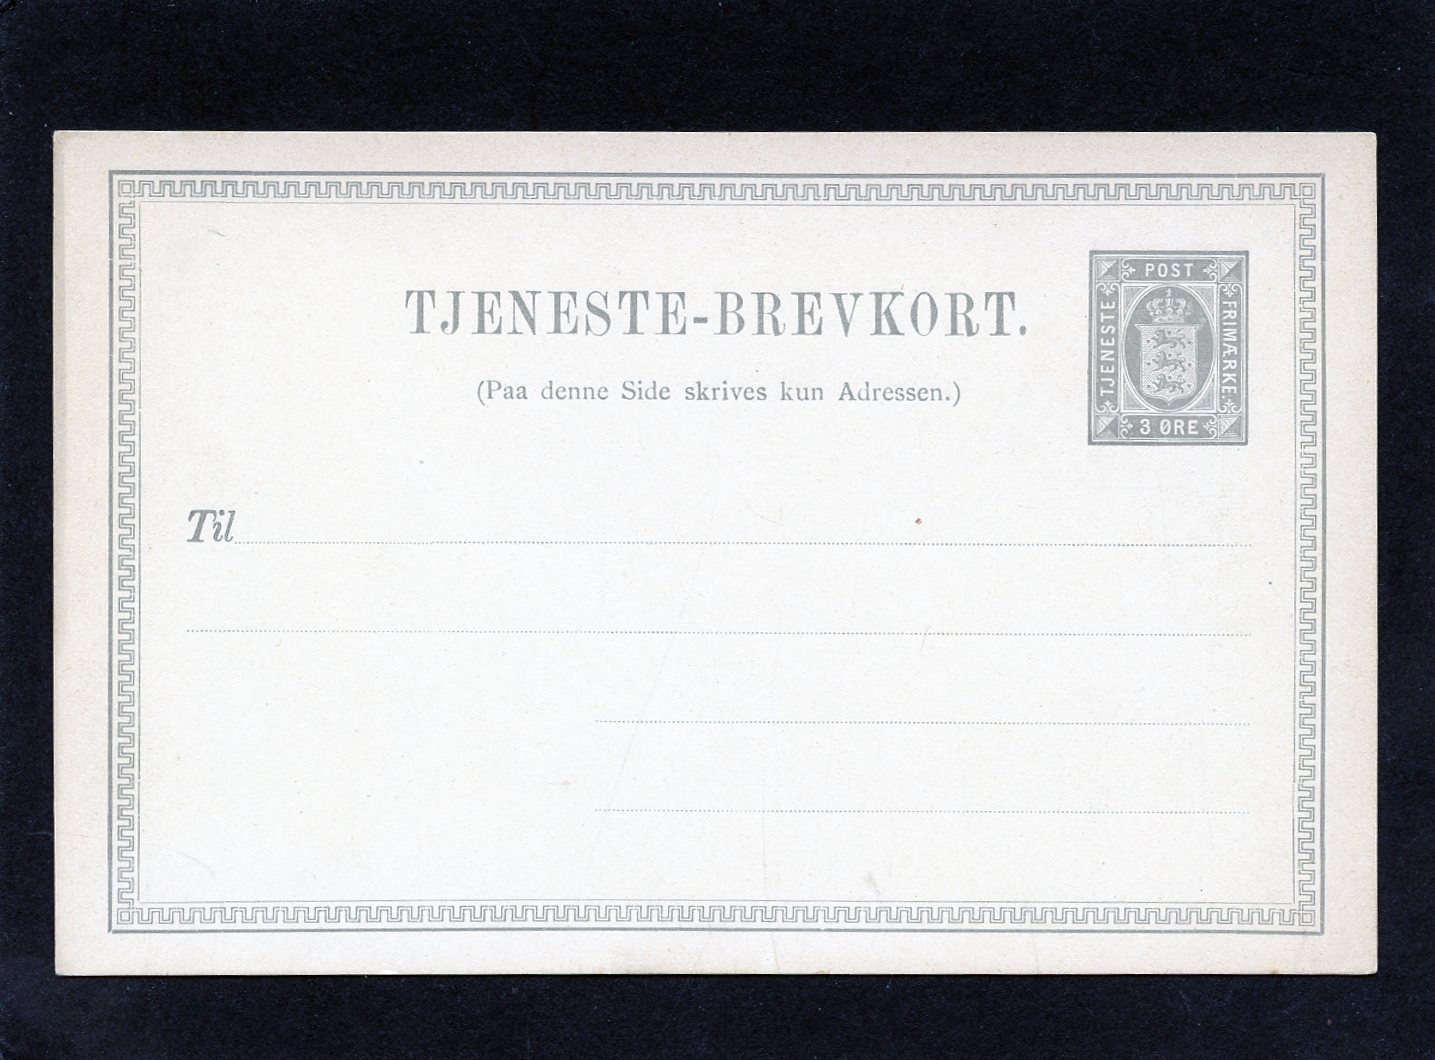 TJENESTE-BREVKORT.
(Paa denne Side skrives kun Adressen.)
POST
TJENESTE
FRIMÆRKE.
3 ØRE
Til